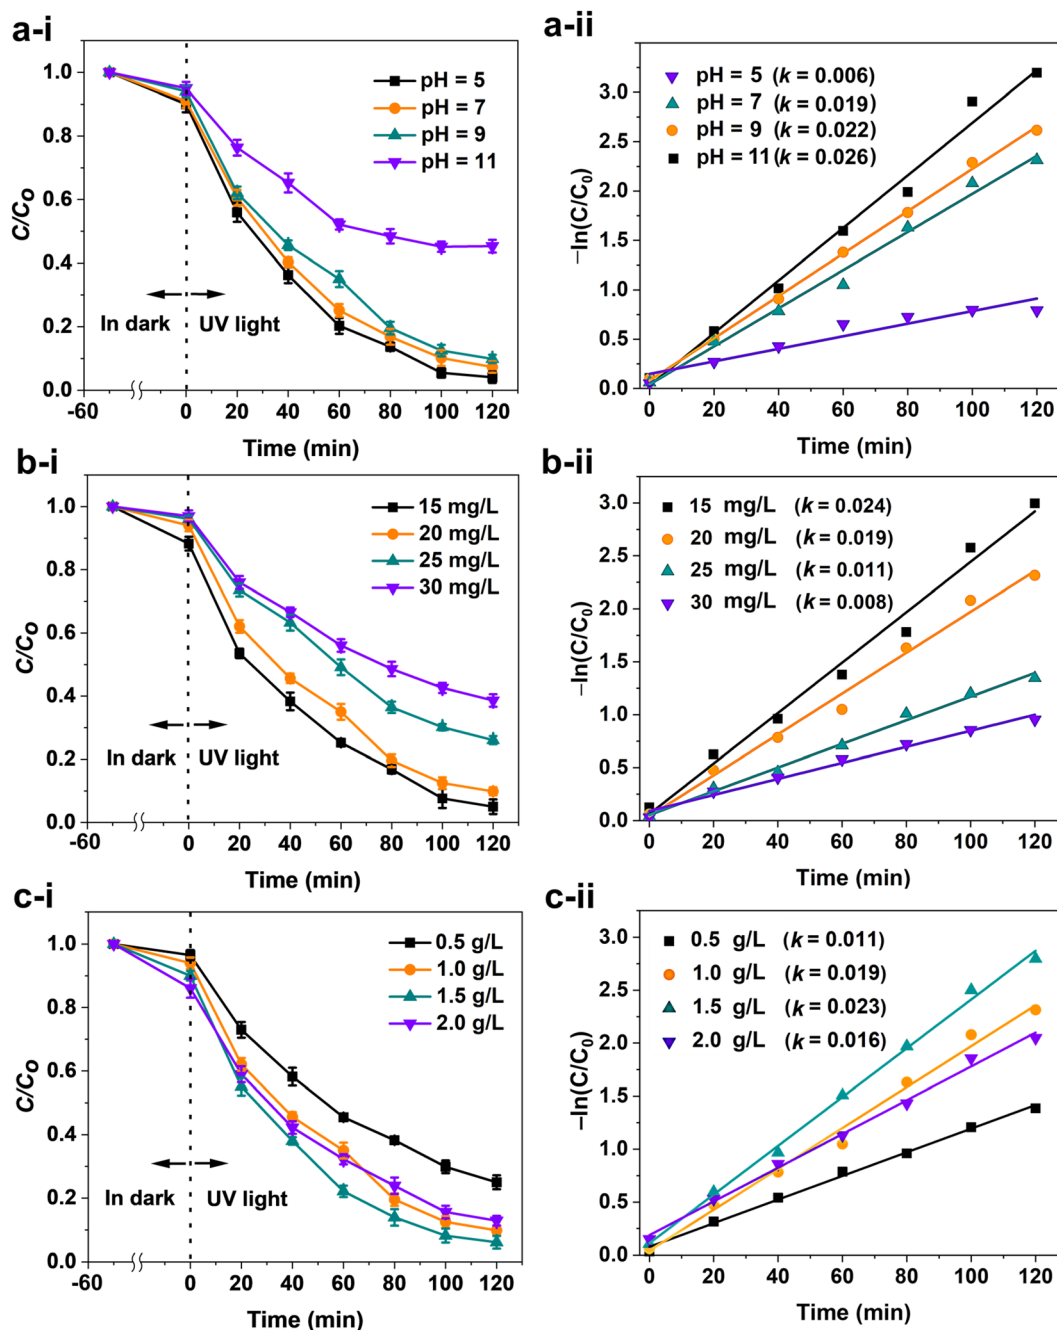 a-i
C/C₀
1.0
0.8
0.6
0.4
0.2
0.0
pH = 5
pH = 7
pH = 9
pH = 11
In dark
UV light
-60
0
20
40
60
80
100
120
Time (min)
a-ii
−ln(C/C₀)
3.0
2.5
2.0
1.5
1.0
0.5
0.0
pH = 5 (k = 0.006)
pH = 7 (k = 0.019)
pH = 9 (k = 0.022)
pH = 11 (k = 0.026)
0
20
40
60
80
100
120
Time (min)
b-i
C/C₀
1.0
0.8
0.6
0.4
0.2
0.0
15 mg/L
20 mg/L
25 mg/L
30 mg/L
In dark
UV light
-60
0
20
40
60
80
100
120
Time (min)
b-ii
−ln(C/C₀)
3.0
2.5
2.0
1.5
1.0
0.5
0.0
15 mg/L (k = 0.024)
20 mg/L (k = 0.019)
25 mg/L (k = 0.011)
30 mg/L (k = 0.008)
0
20
40
60
80
100
120
Time (min)
c-i
C/C₀
1.0
0.8
0.6
0.4
0.2
0.0
0.5 g/L
1.0 g/L
1.5 g/L
2.0 g/L
In dark
UV light
-60
0
20
40
60
80
100
120
Time (min)
c-ii
−ln(C/C₀)
3.0
2.5
2.0
1.5
1.0
0.5
0.0
0.5 g/L (k = 0.011)
1.0 g/L (k = 0.019)
1.5 g/L (k = 0.023)
2.0 g/L (k = 0.016)
0
20
40
60
80
100
120
Time (min)